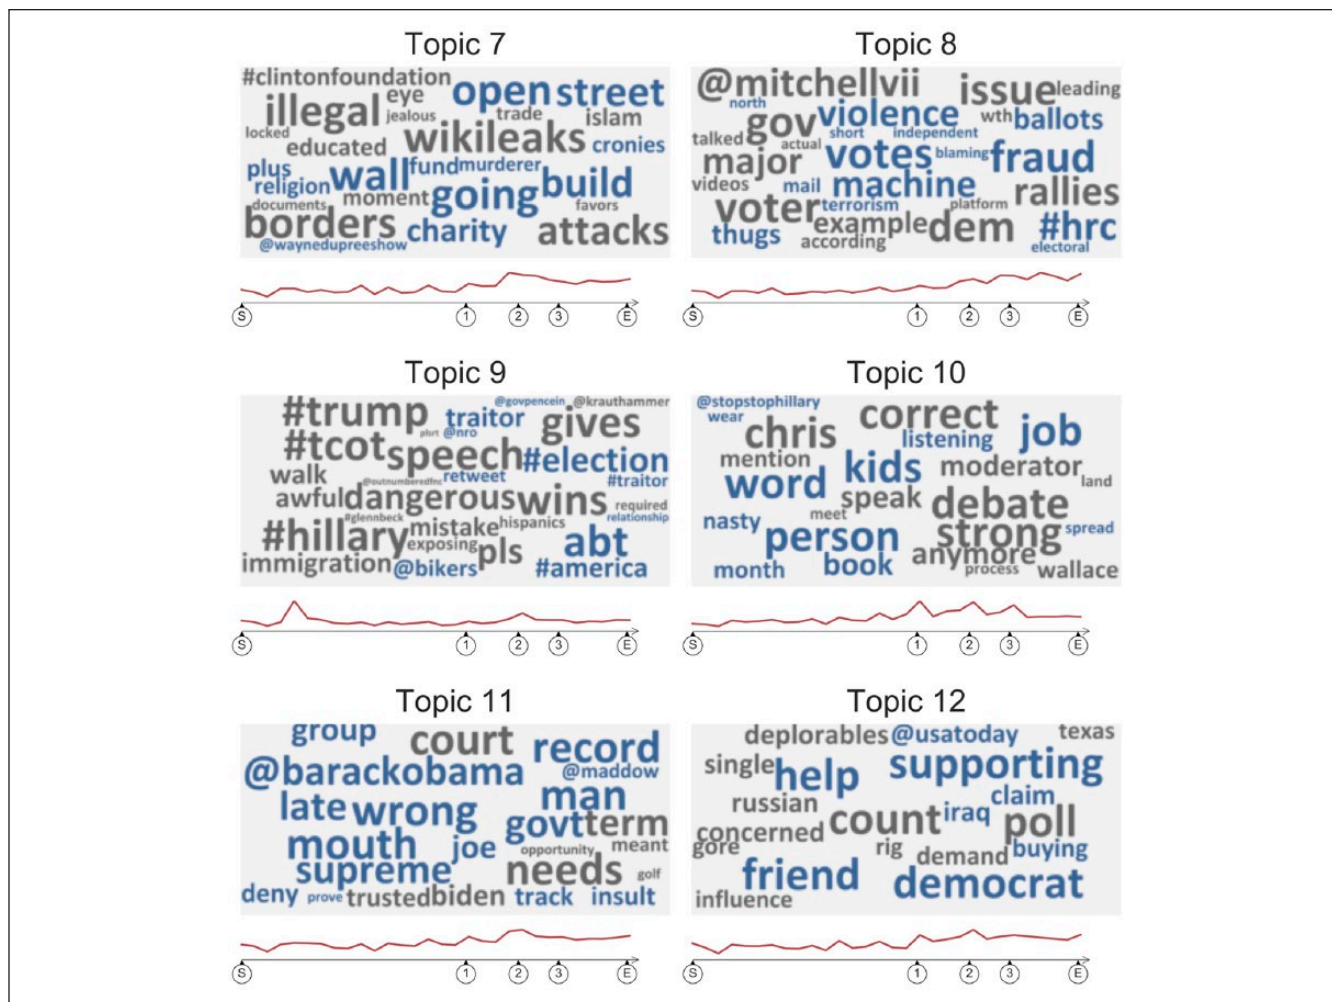 Topic 7
#clintonfoundation
eye open street
illegal jealous trade islam
locked educated wikileaks cronies
plus wall fund murderer build
religion moment going favors
documents
borders charity attacks
@waynedupreeshow
S 1 2 3 E
Topic 8
@mitchellvii issue leading
north violence wth ballots
gov short independent
talked actual votes blaming fraud
major
videos mail machine rallies
voter terrorism platform
example dem #hrc
thugs according electoral
S 1 2 3 E
Topic 9
@govpencein @krauthammer
#trump traitor gives
@nro
#tcot speech #election
walk @outnumberedfnc retweet #traitor
awful dangerous wins required
#glennbeck relationship
#hillary mistake hispanics abt
exposing pls
immigration @bikers #america
S 1 2 3 E
Topic 10
@stopstophillary correct
wear chris listening job
mention kids moderator
word speak debate land
nasty meet strong spread
person anymore
month book process wallace
S 1 2 3 E
Topic 11
group court record
@barackobama @maddow
late wrong man
mouth joe govt term
opportunity meant
supreme needs golf
deny prove trusted biden track insult
S 1 2 3 E
Topic 12
deplorables @usatoday texas
single help supporting
russian claim
concerned count iraq poll
gore rig demand buying
friend democrat
influence
S 1 2 3 E